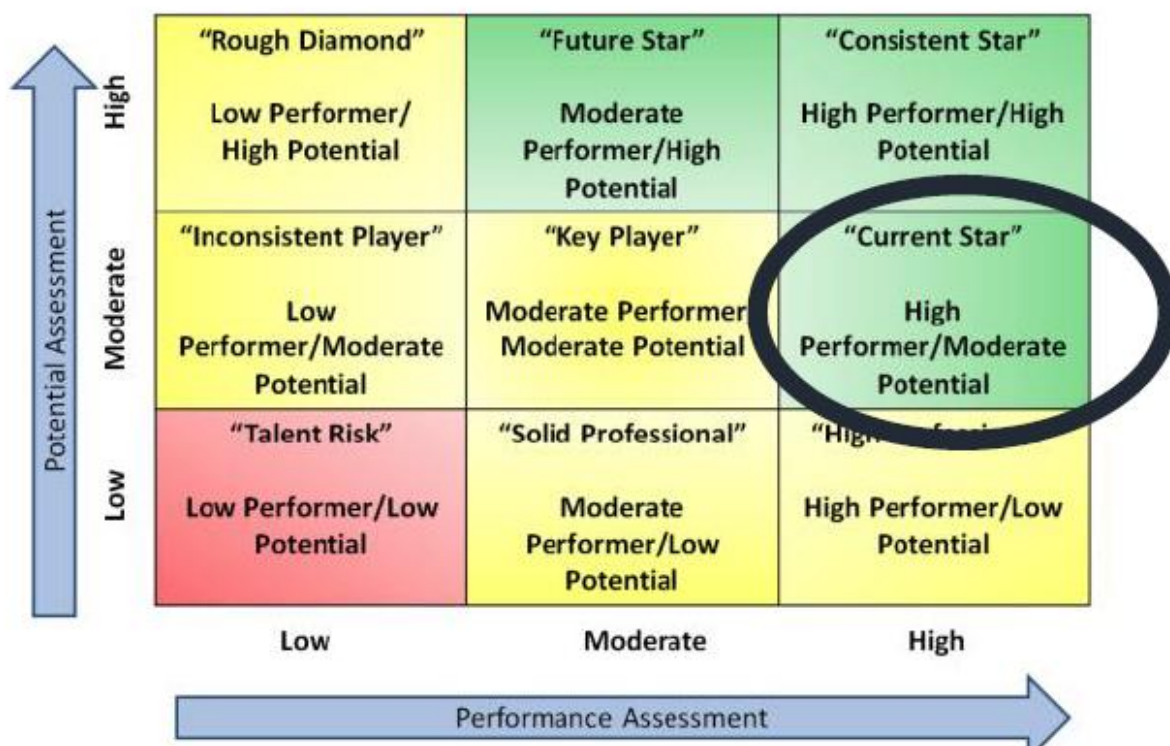 High
"Rough Diamond"
Low Performer/
High Potential
"Future Star"
Moderate
Performer/High
Potential
"Consistent Star"
High Performer/High
Potential
Potential Assessment
Moderate
"Inconsistent Player"
Low
Performer/Moderate
Potential
"Key Player"
Moderate Performer
Moderate Potential
"Current Star"
High
Performer/Moderate
Potential
Low
"Talent Risk"
Low Performer/Low
Potential
"Solid Professional"
Moderate
Performer/Low
Potential
"High
High Performer/Low
Potential
Low
Moderate
High
Performance Assessment